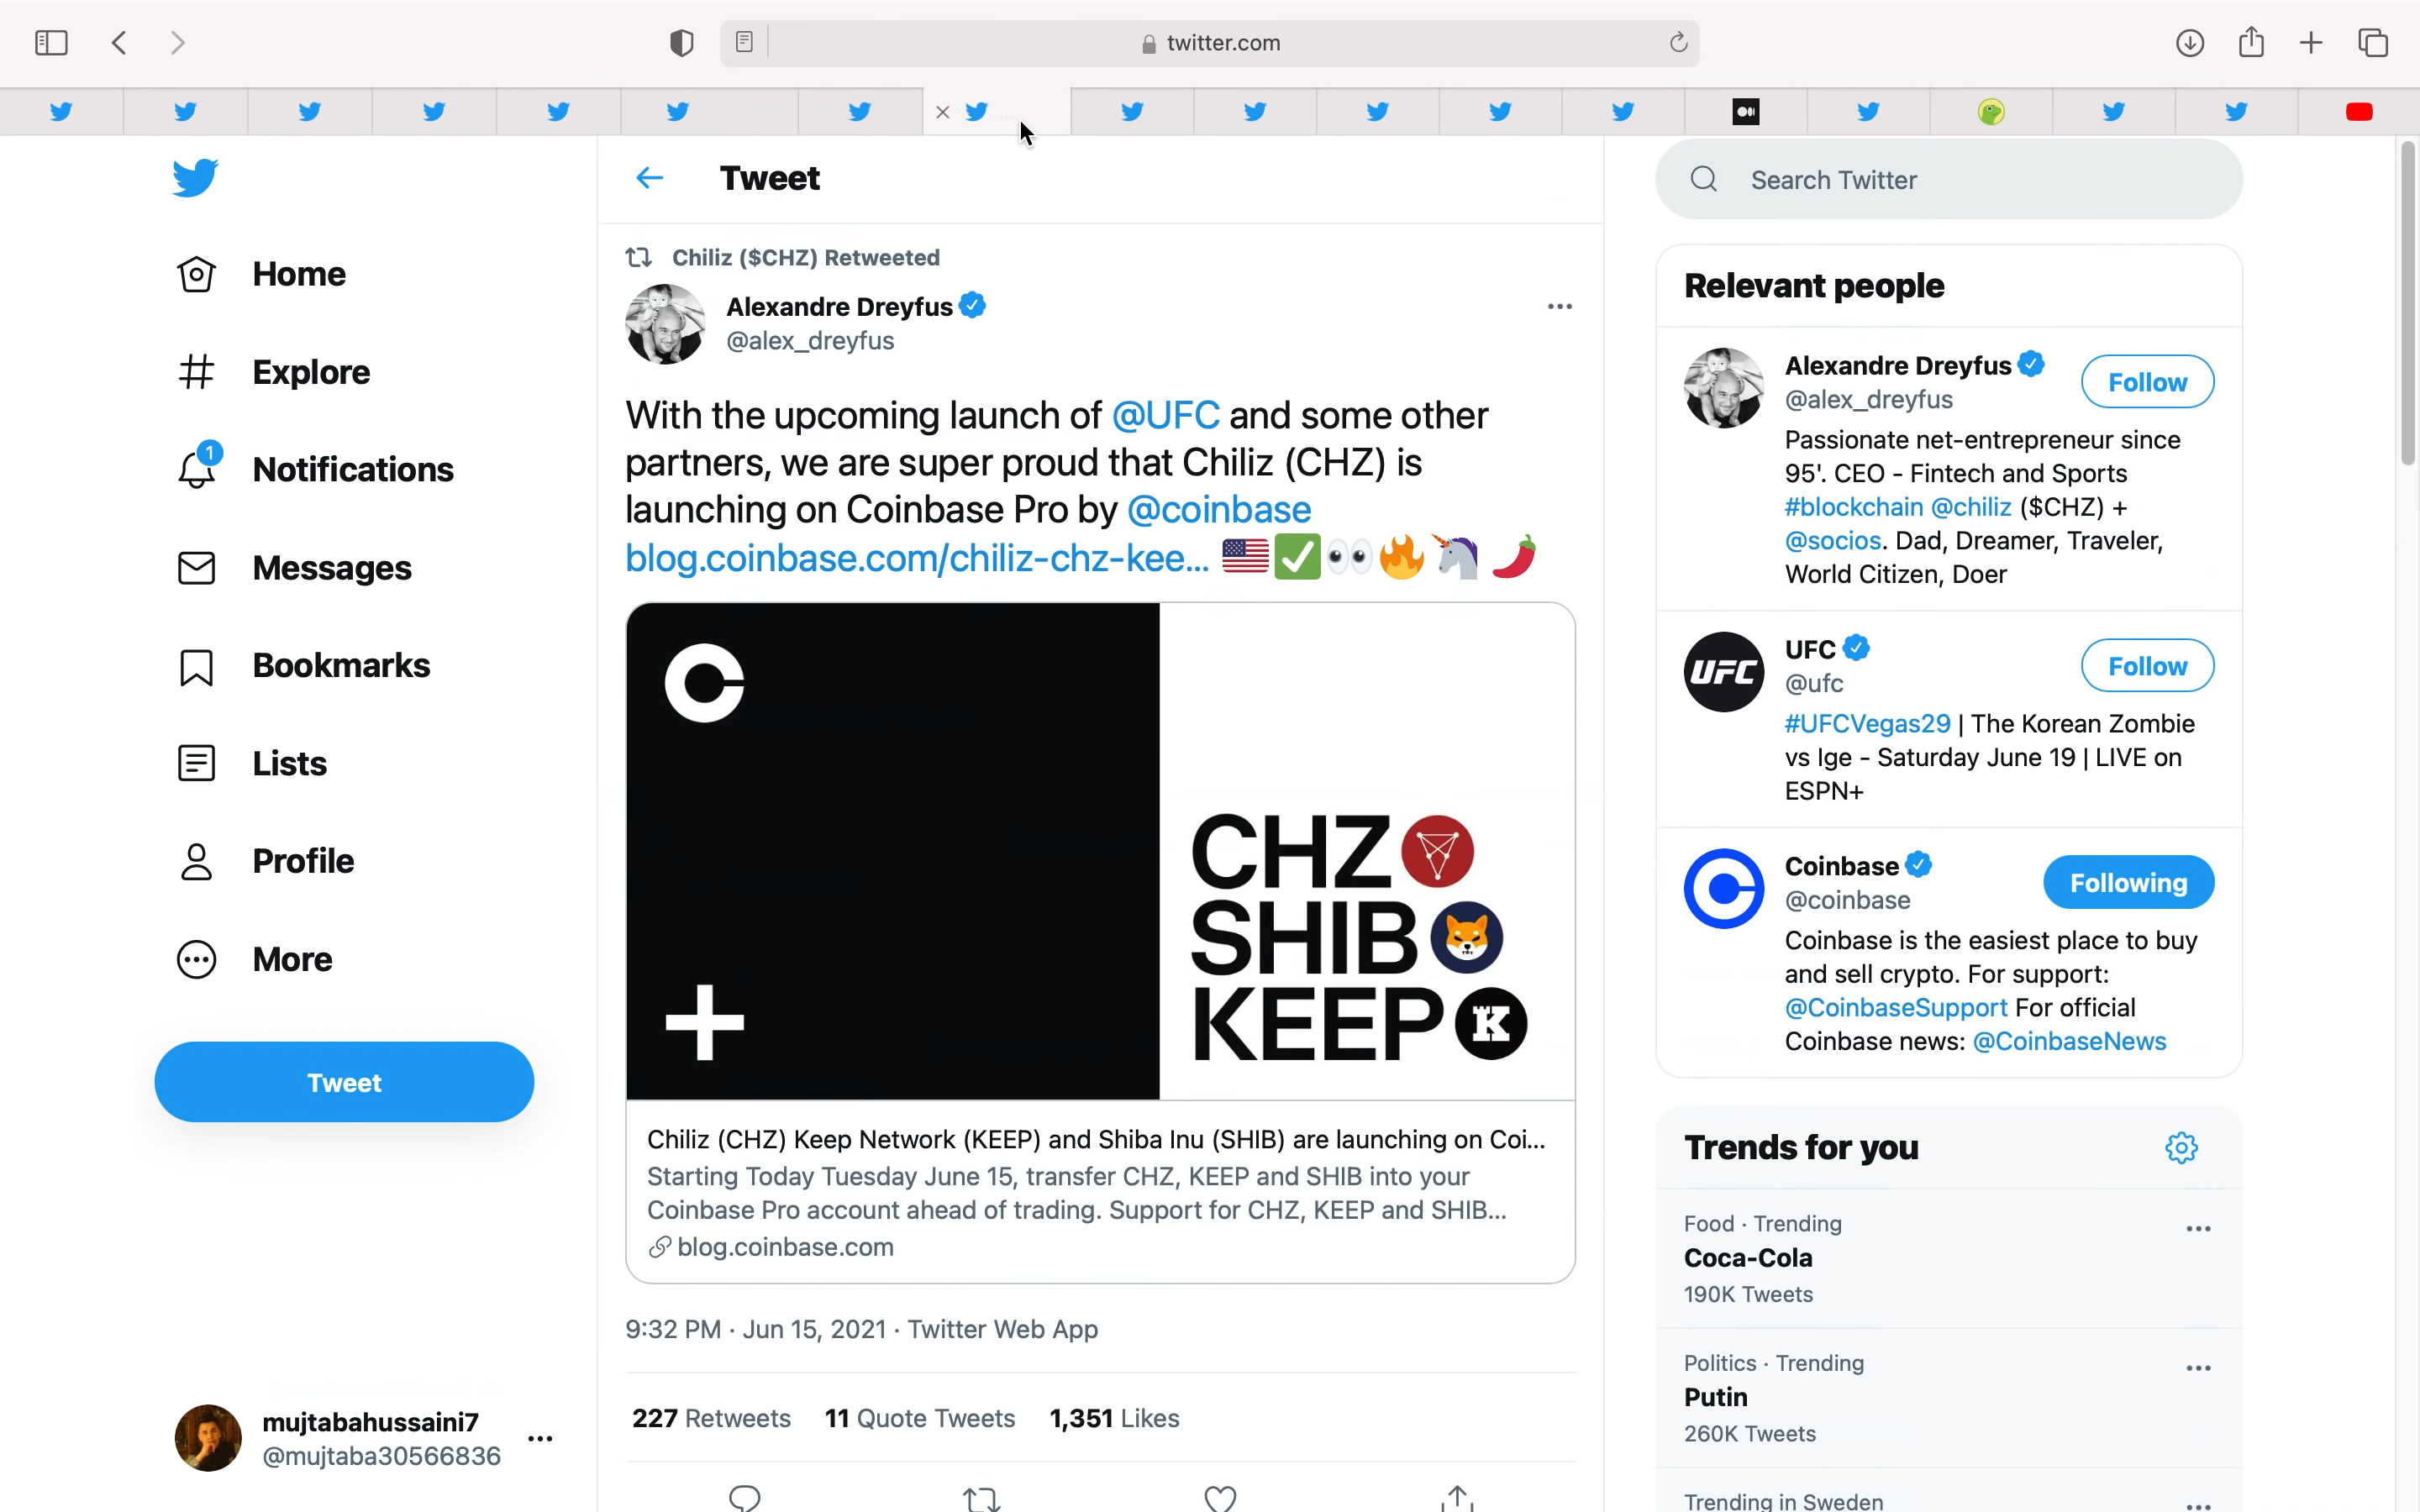 twitter.com
Home
Explore
1
Notifications
Messages
Bookmarks
Lists
Profile
More
Tweet
mujtabahussaini7
@mujtaba30566836
Tweet
Chiliz ($CHZ) Retweeted
Alexandre Dreyfus
@alex_dreyfus
With the upcoming launch of @UFC and some other
partners, we are super proud that Chiliz (CHZ) is
launching on Coinbase Pro by @coinbase
blog.coinbase.com/chiliz-chz-kee... 🇺🇸✅👀🔥🦄🌶️
CHZ
SHIB
KEEP
Chiliz (CHZ) Keep Network (KEEP) and Shiba Inu (SHIB) are launching on Coi...
Starting Today Tuesday June 15, transfer CHZ, KEEP and SHIB into your
Coinbase Pro account ahead of trading. Support for CHZ, KEEP and SHIB...
blog.coinbase.com
9:32 PM · Jun 15, 2021 · Twitter Web App
227 Retweets 11 Quote Tweets 1,351 Likes
Search Twitter
Relevant people
Alexandre Dreyfus
@alex_dreyfus
Follow
Passionate net-entrepreneur since
95'. CEO - Fintech and Sports
#blockchain @chiliz ($CHZ) +
@socios. Dad, Dreamer, Traveler,
World Citizen, Doer
UFC
UFC
@ufc
Follow
#UFCVegas29 | The Korean Zombie
vs Ige - Saturday June 19 | LIVE on
ESPN+
Coinbase
@coinbase
Following
Coinbase is the easiest place to buy
and sell crypto. For support:
@CoinbaseSupport For official
Coinbase news: @CoinbaseNews
Trends for you
Food · Trending
Coca-Cola
190K Tweets
Politics · Trending
Putin
260K Tweets
Trending in Sweden